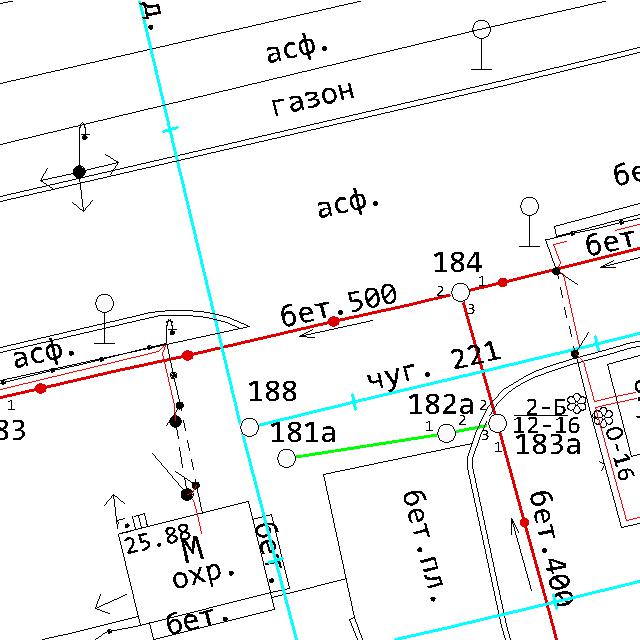 д.
асф.
газон
асф.
бе
бет.
184
2
1
3
бет.500
асф.
1
83
чуг. 221
188
182а
181а
1
2
2
3
1
2-Б
12-16
183а
О-16
25.88
М
охр.
бет.
бет.
бет.пл.
бет.400